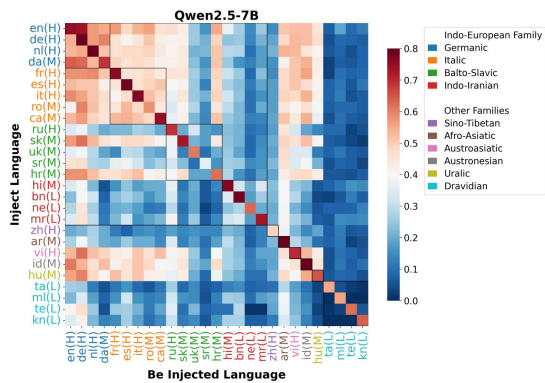 Qwen2.5-7B
Inject Language
en(H)
de(H)
nl(H)
da(M)
fr(H)
es(H)
it(H)
ro(M)
ca(M)
ru(H)
sk(M)
uk(M)
sr(M)
hr(M)
hi(M)
bn(L)
ne(L)
mr(L)
zh(H)
ar(M)
vi(H)
id(M)
hu(M)
ta(L)
ml(L)
te(L)
kn(L)
en(H) de(H) nl(H) da(M) fr(H) es(H) it(H) ro(M) ca(M) ru(H) sk(M) uk(M) sr(M) hr(M) hi(M) bn(L) ne(L) mr(L) zh(H) ar(M) vi(H) id(M) hu(M) ta(L) ml(L) te(L) kn(L)
Be Injected Language
0.8
0.7
0.6
0.5
0.4
0.3
0.2
0.1
0.0
Indo-European Family
Germanic
Italic
Balto-Slavic
Indo-Iranian
Other Families
Sino-Tibetan
Afro-Asiatic
Austroasiatic
Austronesian
Uralic
Dravidian